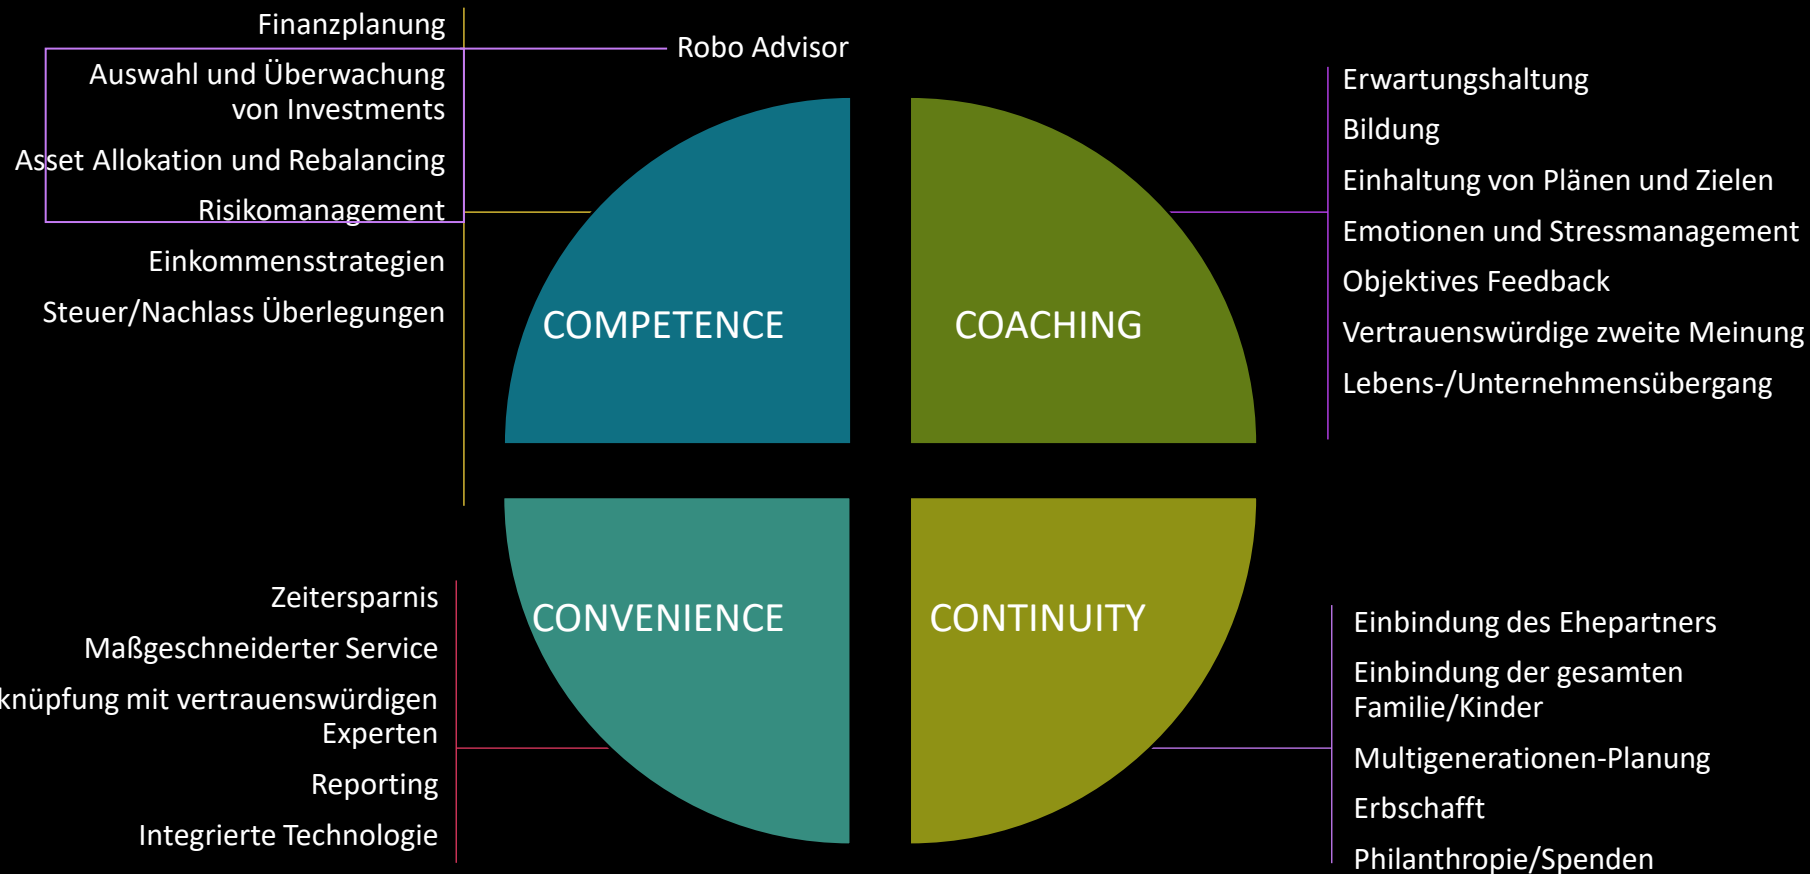 Finanzplanung
Auswahl und Überwachung
von Investments
Asset Allokation und Rebalancing
Risikomanagement
Einkommensstrategien
Steuer/Nachlass Überlegungen
Robo Advisor
COMPETENCE
COACHING
Erwartungshaltung
Bildung
Einhaltung von Plänen und Zielen
Emotionen und Stressmanagement
Objektives Feedback
Vertrauenswürdige zweite Meinung
Lebens-/Unternehmensübergang
Zeitersparnis
Maßgeschneiderter Service
knüpfung mit vertrauenswürdigen
Experten
Reporting
Integrierte Technologie
CONVENIENCE
CONTINUITY
Einbindung des Ehepartners
Einbindung der gesamten
Familie/Kinder
Multigenerationen-Planung
Erbschafft
Philanthropie/Spenden